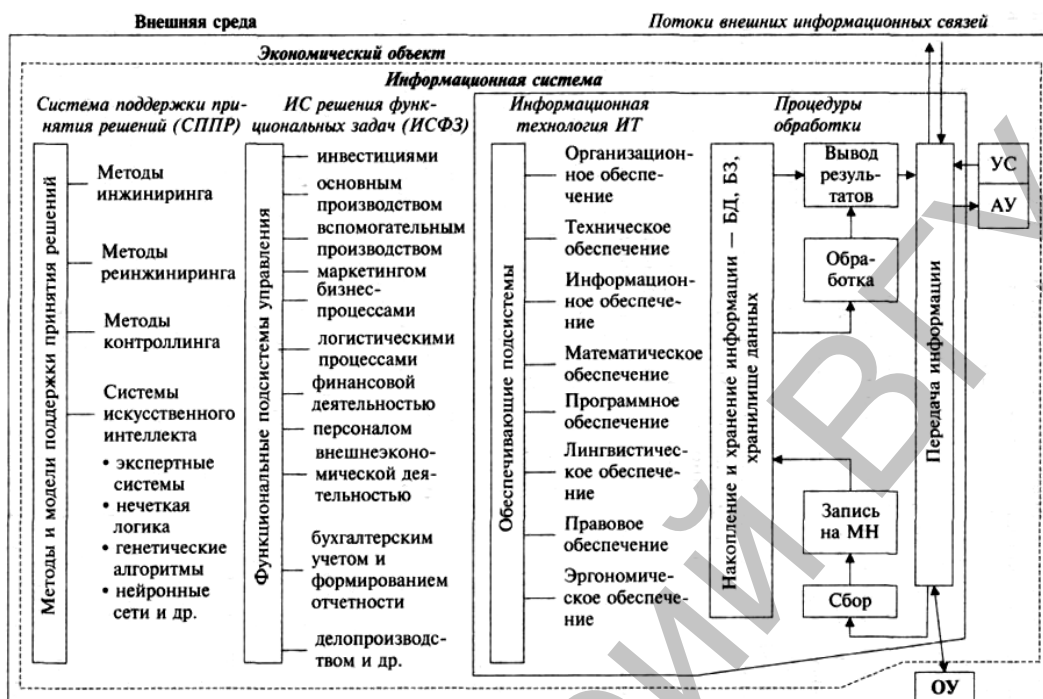 Внешняя среда
Потоки внешних информационных связей
Экономический объект
Информационная система
Система поддержки при-
нятия решений (СППР)
ИС решения функ-
циональных задач (ИСФЗ)
Информационная
технология ИТ
Процедуры
обработки
Методы и модели поддержки принятия решений
Методы
инжиниринга
Методы
реинжиниринга
Методы
контроллинга
Системы
искусственного
интеллекта
• экспертные
системы
• нечеткая
логика
• генетические
алгоритмы
• нейронные
сети и др.
Функциональные подсистемы управления
инвестициями
основным
производством
вспомогательным
производством
маркетингом
бизнес-
процессами
логистическими
процессами
финансовой
деятельностью
персоналом
внешнеэконо-
мической дея-
тельностью
бухгалтерским
учетом и
формированием
отчетности
делопроизводс-
твом и др.
Обеспечивающие подсистемы
Организацион-
ное обеспе-
чение
Техническое
обеспечение
Информацион-
ное обеспече-
ние
Математическое
обеспечение
Программное
обеспечение
Лингвистичес-
кое обеспече-
ние
Правовое
обеспечение
Эргономиче-
ское обеспече-
ние
Накопление и хранение информации — БД, БЗ,
хранилище данных
Вывод
резуль-
татов
Обра-
ботка
Запись
на МН
Сбор
Передача информации
УС
АУ
ОУ
РИЙ ВГУ